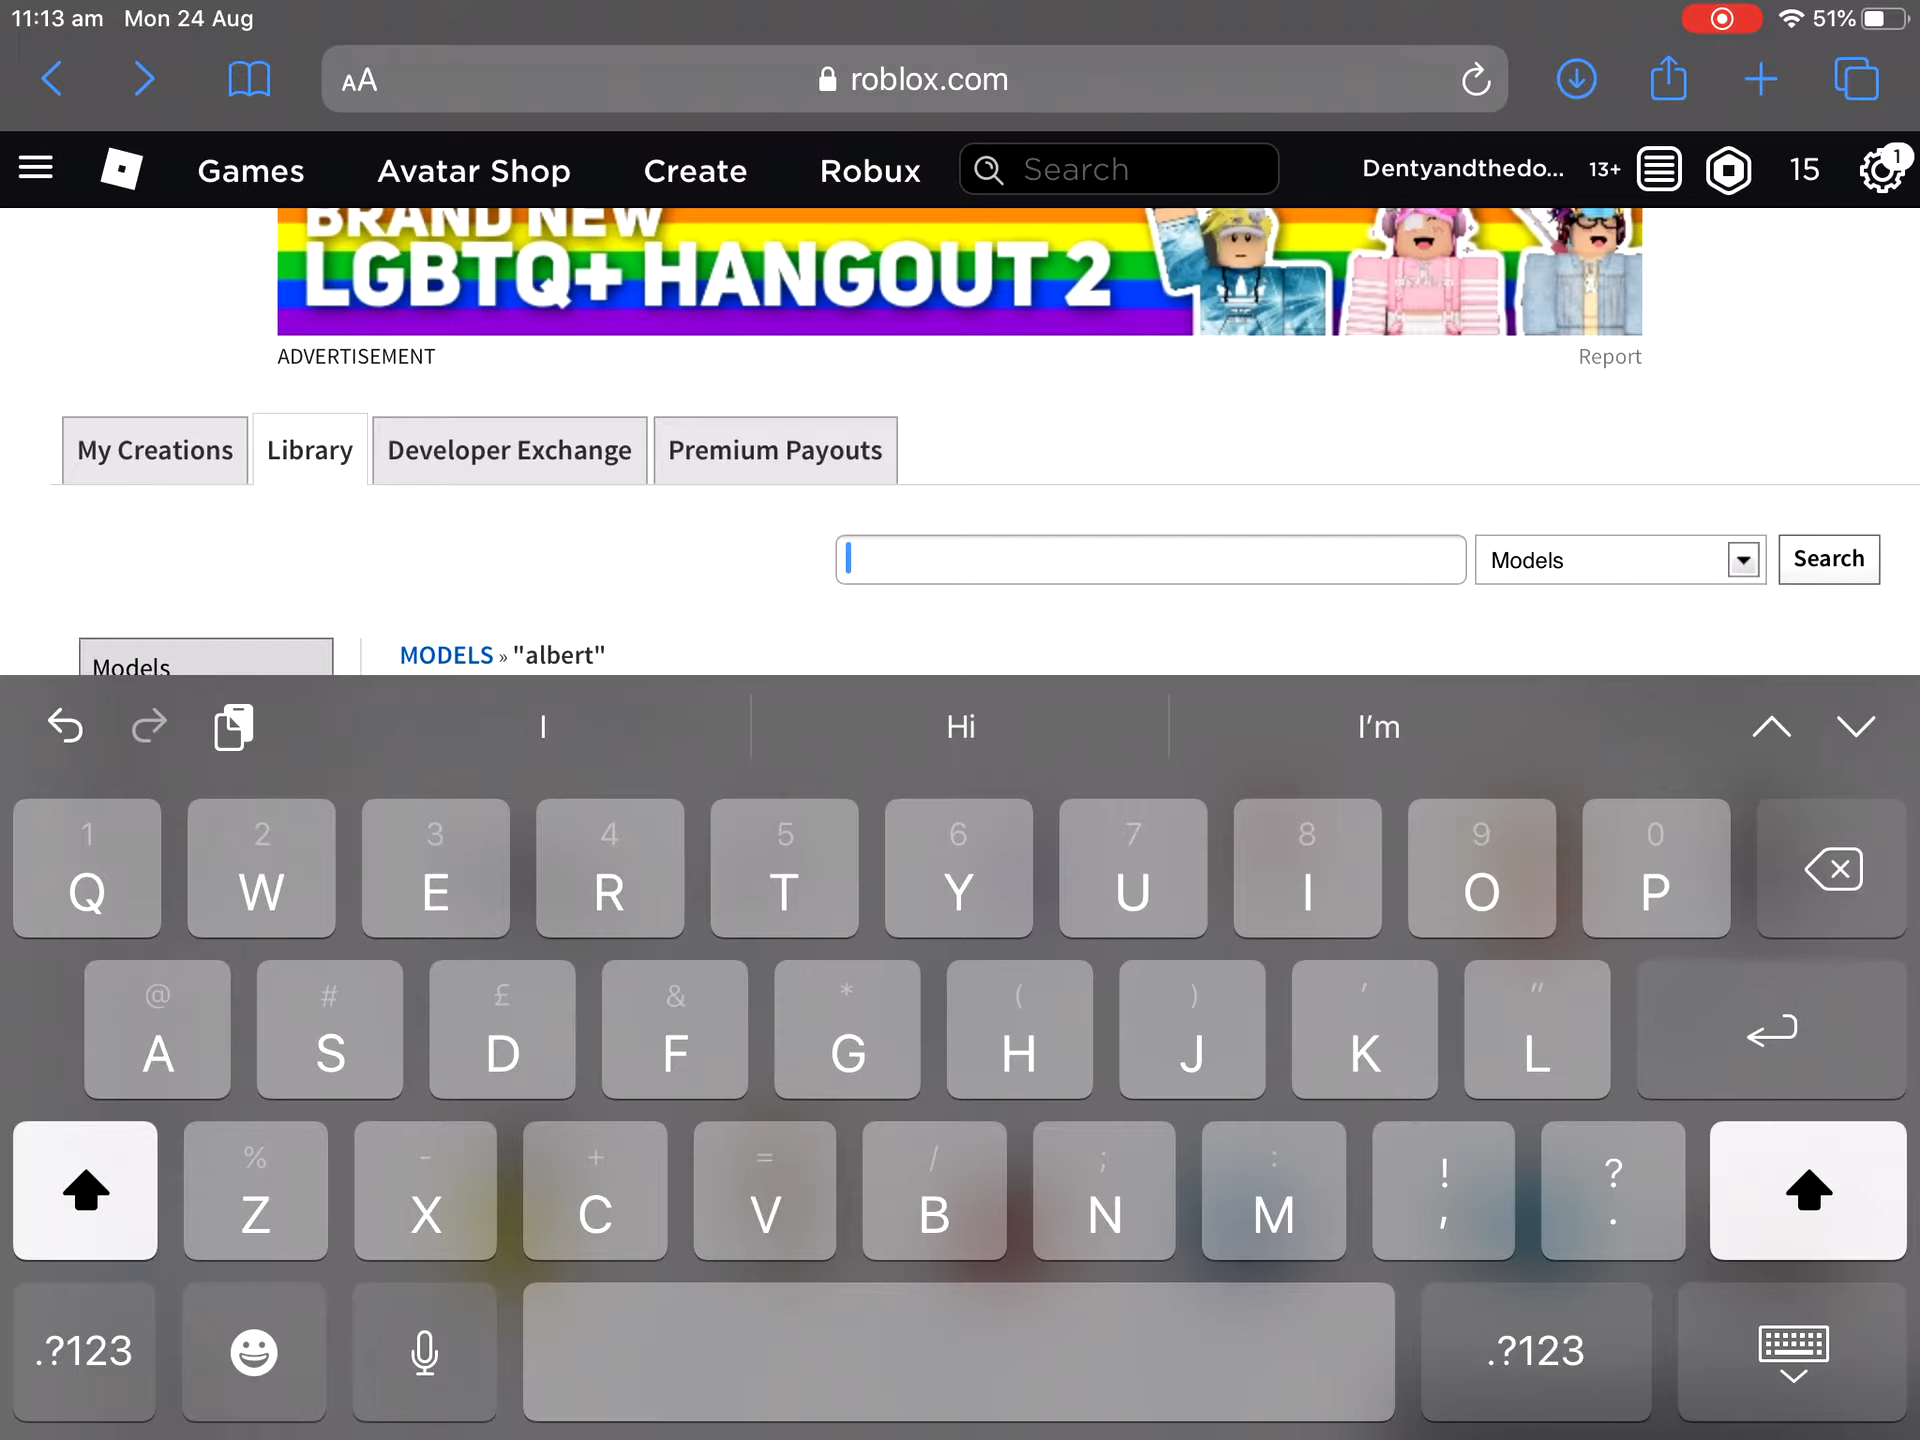 11:13 am Mon 24 Aug 51%
AA roblox.com
Games Avatar Shop Create Robux Search Dentyandthedo... 13+ 15 1
BRAND NEW
LGBTQ+ HANGOUT 2
ADVERTISEMENT Report
My Creations Library Developer Exchange Premium Payouts
Models Search
Models MODELS » "albert"
I Hi I'm
1 2 3 4 5 6 7 8 9 0
Q W E R T Y U I O P
@ # £ & * ( ) ' "
A S D F G H J K L
% - + = / ; : ! ?
Z X C V B N M , .
.?123 .?123